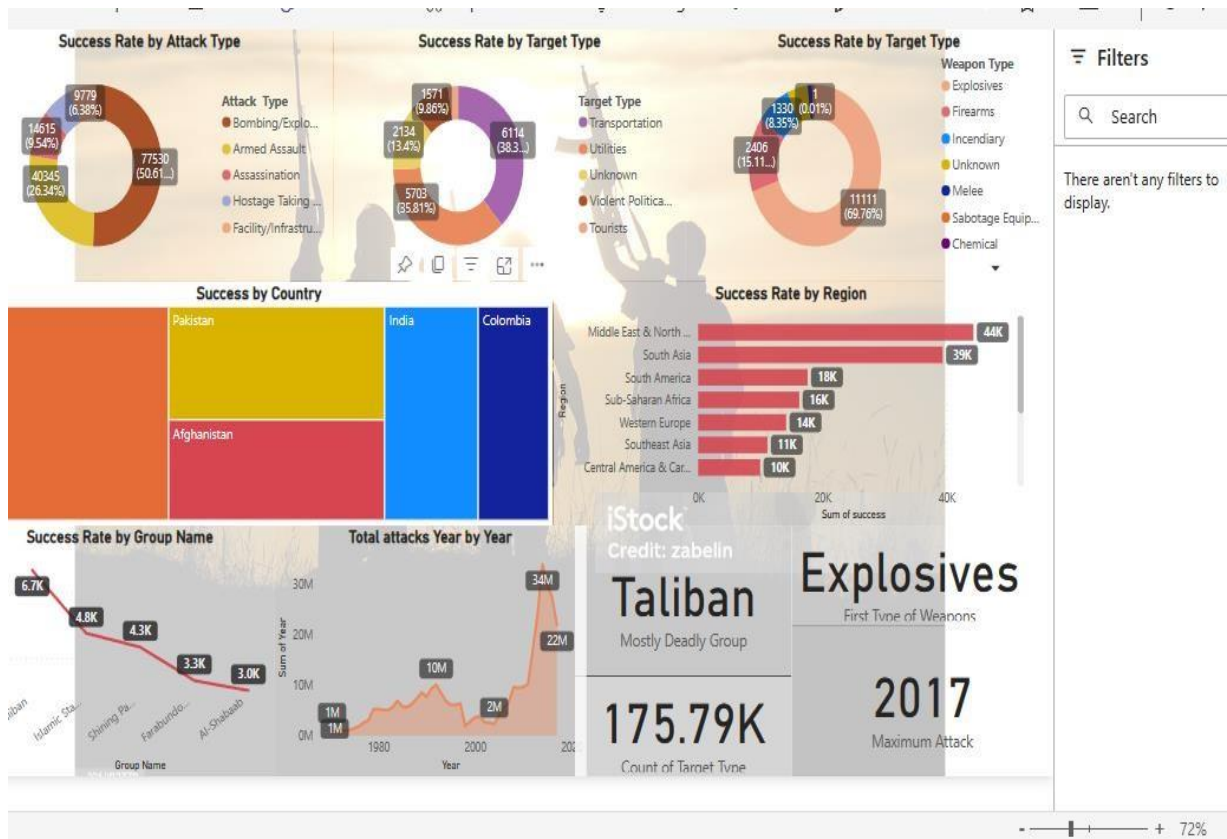 Success Rate by Attack Type
9779
(6.38%)
14615
(9.54%)
40345
(26.34%)
77530
(50.61...)
Attack Type
Bombing/Explo...
Armed Assault
Assassination
Hostage Taking ...
Facility/Infrastru...
Success Rate by Target Type
1571
(9.86%)
2134
(13.4%)
5703
(35.81%)
6114
(38.3...)
Target Type
Transportation
Utilities
Unknown
Violent Politica...
Tourists
Success Rate by Target Type
1
(0.01%)
1330
(8.35%)
2406
(15.11...)
11111
(69.76%)
Weapon Type
Explosives
Firearms
Incendiary
Unknown
Melee
Sabotage Equip...
Chemical
Filters
Search
There aren't any filters to
display.
Success by Country
Pakistan
Afghanistan
India
Colombia
Success Rate by Region
Region
Middle East & North ...
44K
South Asia
39K
South America
18K
Sub-Saharan Africa
16K
Western Europe
14K
Southeast Asia
11K
Central America & Car...
10K
0K
20K
40K
Sum of success
Success Rate by Group Name
6.7K
4.8K
4.3K
3.3K
3.0K
Islamic Sta...
Shining Pa...
Farabundo...
Al-Shabaab
Group Name
Total attacks Year by Year
Sum of Year
30M
20M
10M
0M
1M
1M
10M
2M
34M
22M
1980
2000
Year
iStock
Credit: zabelin
Taliban
Mostly Deadly Group
Explosives
First Type of Weapons
175.79K
Count of Target Type
2017
Maximum Attack
- + 72%